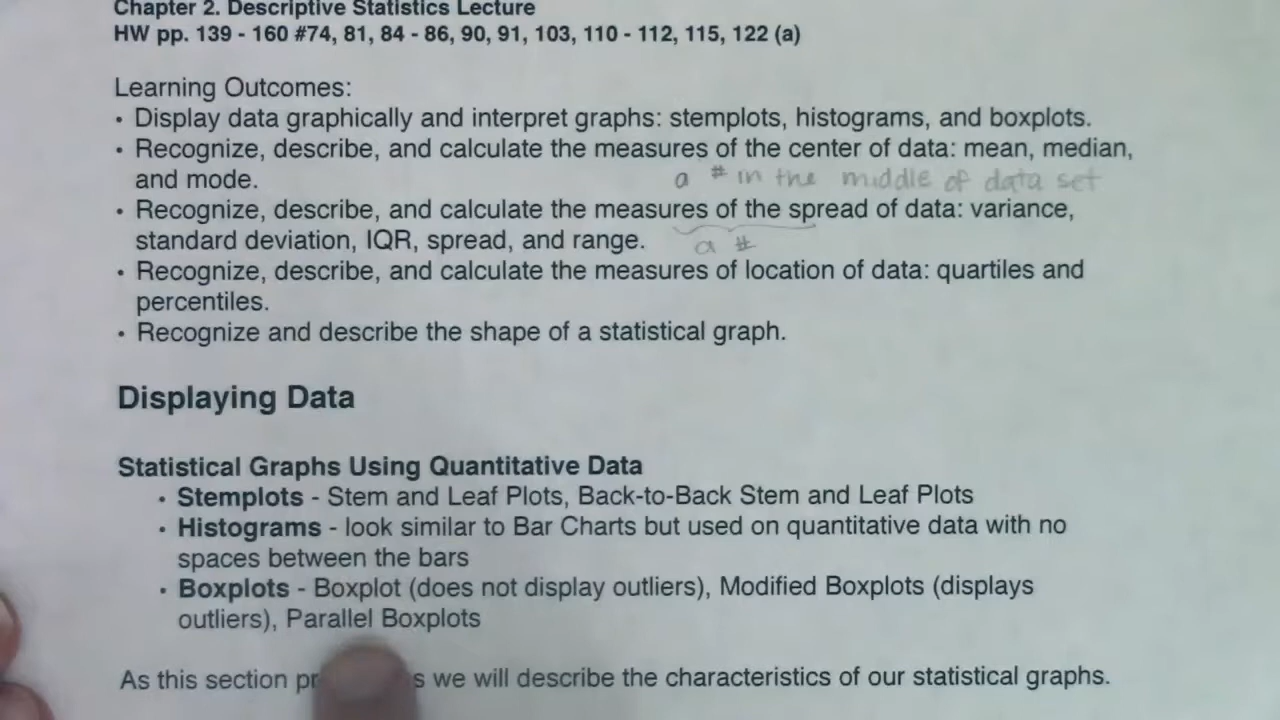 Chapter 2. Descriptive Statistics Lecture
HW pp. 139 - 160 #74, 81, 84 - 86, 90, 91, 103, 110 - 112, 115, 122 (a)
Learning Outcomes:
• Display data graphically and interpret graphs: stemplots, histograms, and boxplots.
• Recognize, describe, and calculate the measures of the center of data: mean, median,
and mode. a # in the middle of data set
• Recognize, describe, and calculate the measures of the spread of data: variance,
standard deviation, IQR, spread, and range. a #
• Recognize, describe, and calculate the measures of location of data: quartiles and
percentiles.
• Recognize and describe the shape of a statistical graph.
Displaying Data
Statistical Graphs Using Quantitative Data
• Stemplots - Stem and Leaf Plots, Back-to-Back Stem and Leaf Plots
• Histograms - look similar to Bar Charts but used on quantitative data with no
spaces between the bars
• Boxplots - Boxplot (does not display outliers), Modified Boxplots (displays
outliers), Parallel Boxplots
As this section we will describe the characteristics of our statistical graphs.